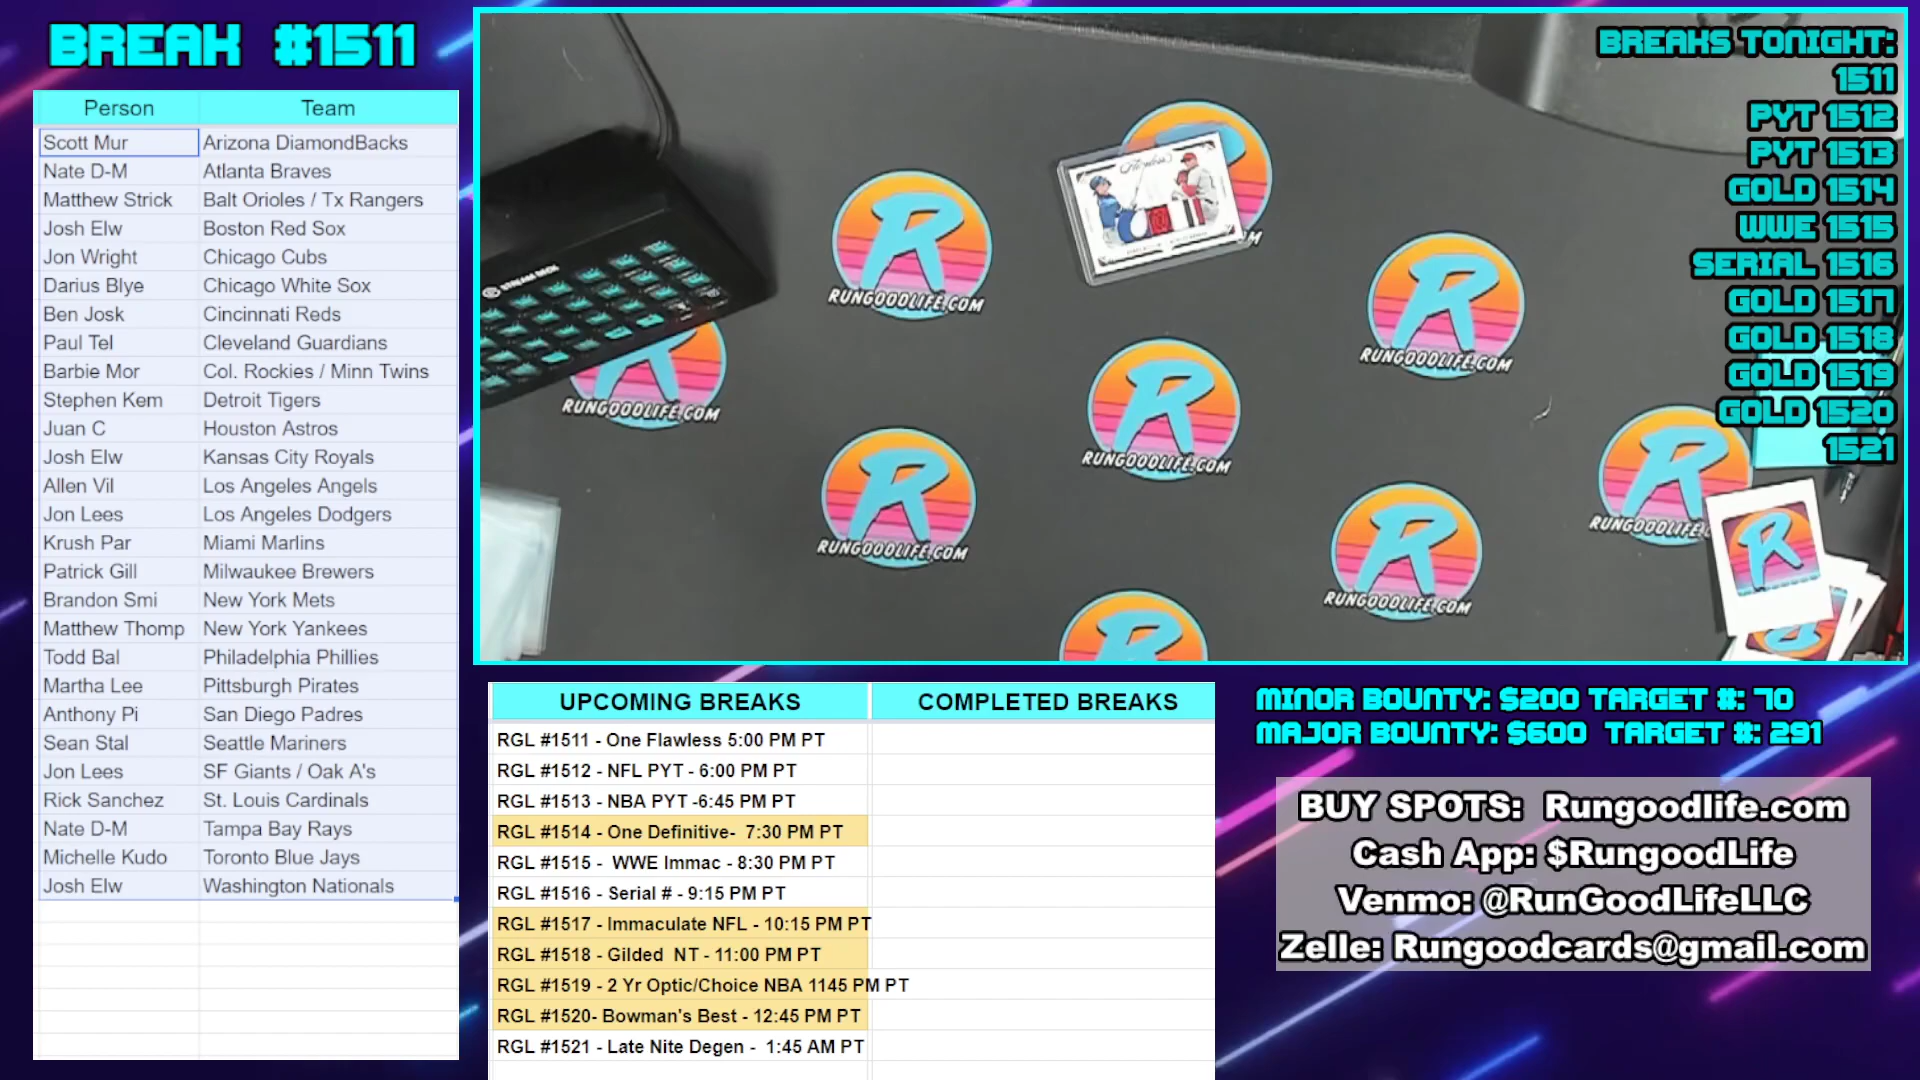 BREAK #1511
Person Team
Scott Mur Arizona DiamondBacks
Nate D-M Atlanta Braves
Matthew Strick Balt Orioles / Tx Rangers
Josh Elw Boston Red Sox
Jon Wright Chicago Cubs
Darius Blye Chicago White Sox
Ben Josk Cincinnati Reds
Paul Tel Cleveland Guardians
Barbie Mor Col. Rockies / Minn Twins
Stephen Kem Detroit Tigers
Juan C Houston Astros
Josh Elw Kansas City Royals
Allen Vil Los Angeles Angels
Jon Lees Los Angeles Dodgers
Krush Par Miami Marlins
Patrick Gill Milwaukee Brewers
Brandon Smi New York Mets
Matthew Thomp New York Yankees
Todd Bal Philadelphia Phillies
Martha Lee Pittsburgh Pirates
Anthony Pi San Diego Padres
Sean Stal Seattle Mariners
Jon Lees SF Giants / Oak A's
Rick Sanchez St. Louis Cardinals
Nate D-M Tampa Bay Rays
Michelle Kudo Toronto Blue Jays
Josh Elw Washington Nationals
STREAM DECK
R
RUNGOODLIFE.COM
R
RUNGOODLIFE.COM
RUNGOODLIFE.COM
R
RUNGOODLIFE.COM
R
RUNGOODLIFE.COM
R
RUNGOODLIFE.COM
R
R
BREAKS TONIGHT:
1511
PYT 1512
PYT 1513
GOLD 1514
WWE 1515
SERIAL 1516
GOLD 1517
GOLD 1518
GOLD 1519
GOLD 1520
1521
UPCOMING BREAKS COMPLETED BREAKS
RGL #1511 - One Flawless 5:00 PM PT
RGL #1512 - NFL PYT - 6:00 PM PT
RGL #1513 - NBA PYT -6:45 PM PT
RGL #1514 - One Definitive- 7:30 PM PT
RGL #1515 - WWE Immac - 8:30 PM PT
RGL #1516 - Serial # - 9:15 PM PT
RGL #1517 - Immaculate NFL - 10:15 PM PT
RGL #1518 - Gilded NT - 11:00 PM PT
RGL #1519 - 2 Yr Optic/Choice NBA 1145 PM PT
RGL #1520- Bowman's Best - 12:45 PM PT
RGL #1521 - Late Nite Degen - 1:45 AM PT
MINOR BOUNTY: $200 TARGET #: 70
MAJOR BOUNTY: $600 TARGET #: 291
BUY SPOTS: Rungoodlife.com
Cash App: $RungoodLife
Venmo: @RunGoodLifeLLC
Zelle: Rungoodcards@gmail.com